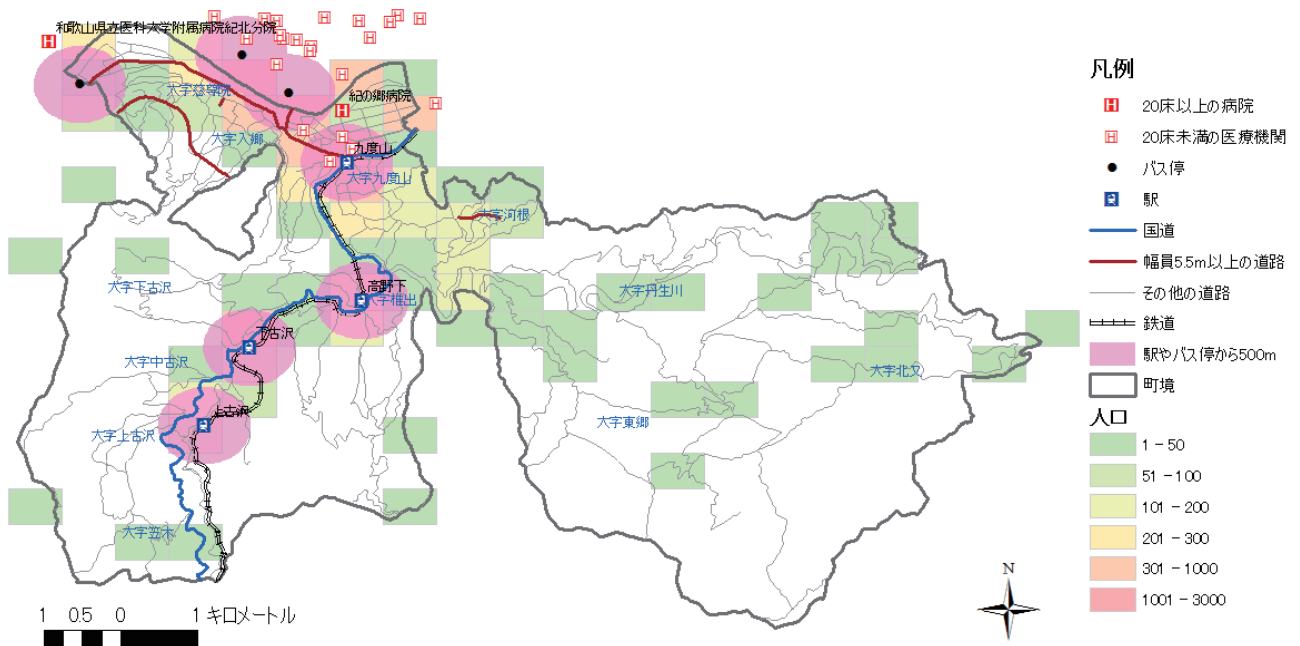 和歌山県立医科大学附属病院紀北分院
大字慈尊院
紀の郷病院
大字入郷
九度山
大字九度山
大字河根
高野下
大字下古沢
大字椎出
大字丹生川
下古沢
大字中古沢
大字北又
上古沢
大字上古沢
大字東郷
大字笠木
1 0.5 0 1 キロメートル
N
凡例
20床以上の病院
20床未満の医療機関
バス停
駅
国道
幅員5.5m以上の道路
その他の道路
鉄道
駅やバス停から500m
町境
人口
1 - 50
51 - 100
101 - 200
201 - 300
301 - 1000
1001 - 3000